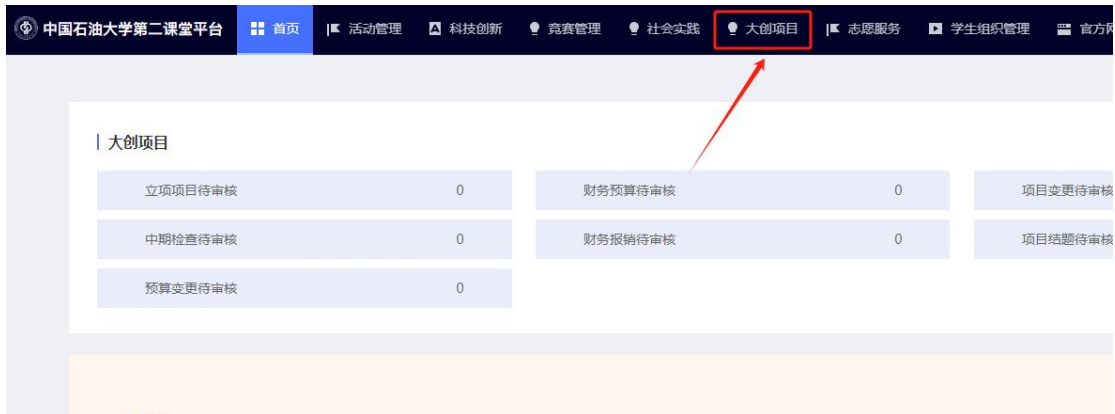 中国石油大学第二课堂平台 首页 活动管理 科技创新 竞赛管理 社会实践 大创项目 志愿服务 学生组织管理 官方网
大创项目
立项项目待审核 0 财务预算待审核 0 项目变更待审核
中期检查待审核 0 财务报销待审核 0 项目结题待审核
预算变更待审核 0